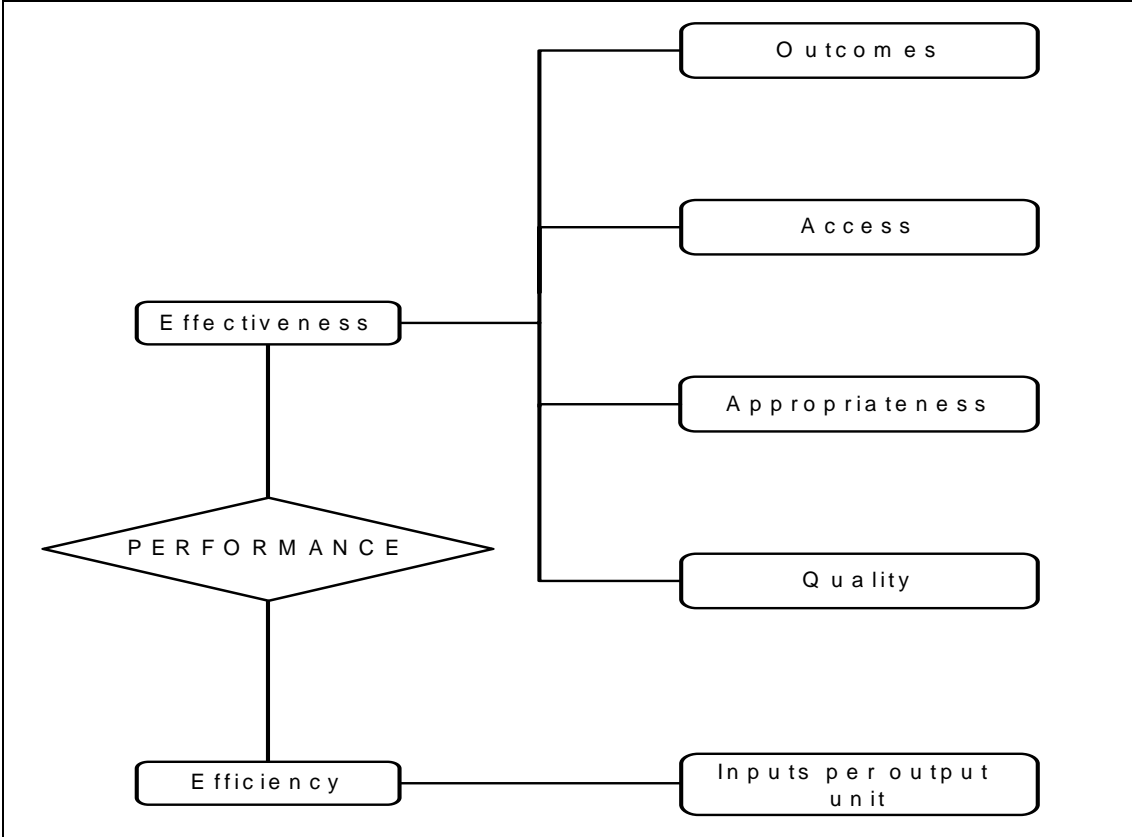 Outcomes
Access
Effectiveness
Appropriateness
PERFORMANCE
Quality
Efficiency
Inputs per output
unit